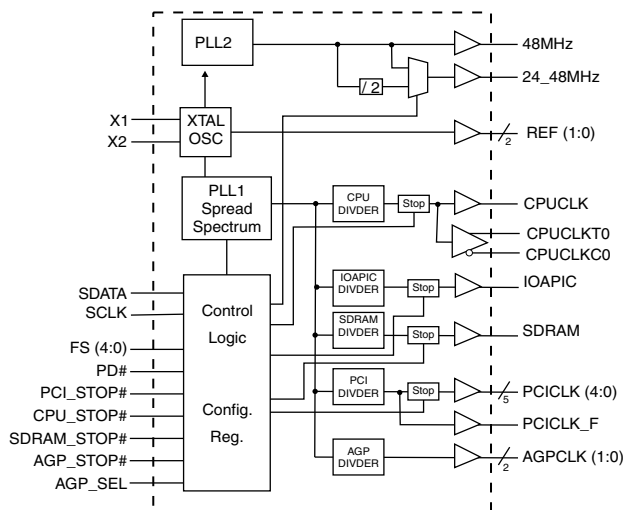 PLL2
48MHz
/ 2
24_48MHz
X1
X2
XTAL
OSC
2
REF (1:0)
PLL1
Spread
Spectrum
CPU
DIVDER
Stop
CPUCLK
CPUCLKT0
CPUCLKC0
SDATA
SCLK
FS (4:0)
PD#
PCI_STOP#
CPU_STOP#
SDRAM_STOP#
AGP_STOP#
AGP_SEL
Control
Logic
Config.
Reg.
IOAPIC
DIVDER
Stop
IOAPIC
SDRAM
DIVDER
Stop
SDRAM
PCI
DIVDER
Stop
5
PCICLK (4:0)
PCICLK_F
AGP
DIVDER
2
AGPCLK (1:0)